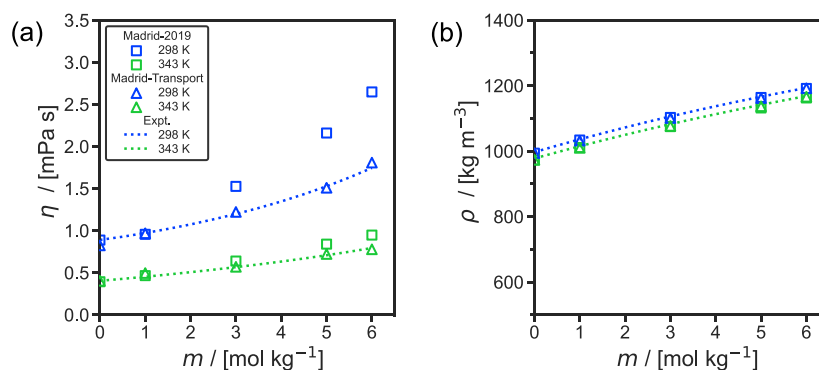 (a)
3.5
3.0
2.5
2.0
1.5
1.0
0.5
0.0
η / [mPa s]
Madrid-2019
298 K
343 K
Madrid-Transport
298 K
343 K
Expt.
298 K
343 K
0 1 2 3 4 5 6
m / [mol kg⁻¹]
(b)
1400
1200
1000
800
600
ρ / [kg m⁻³]
0 1 2 3 4 5 6
m / [mol kg⁻¹]